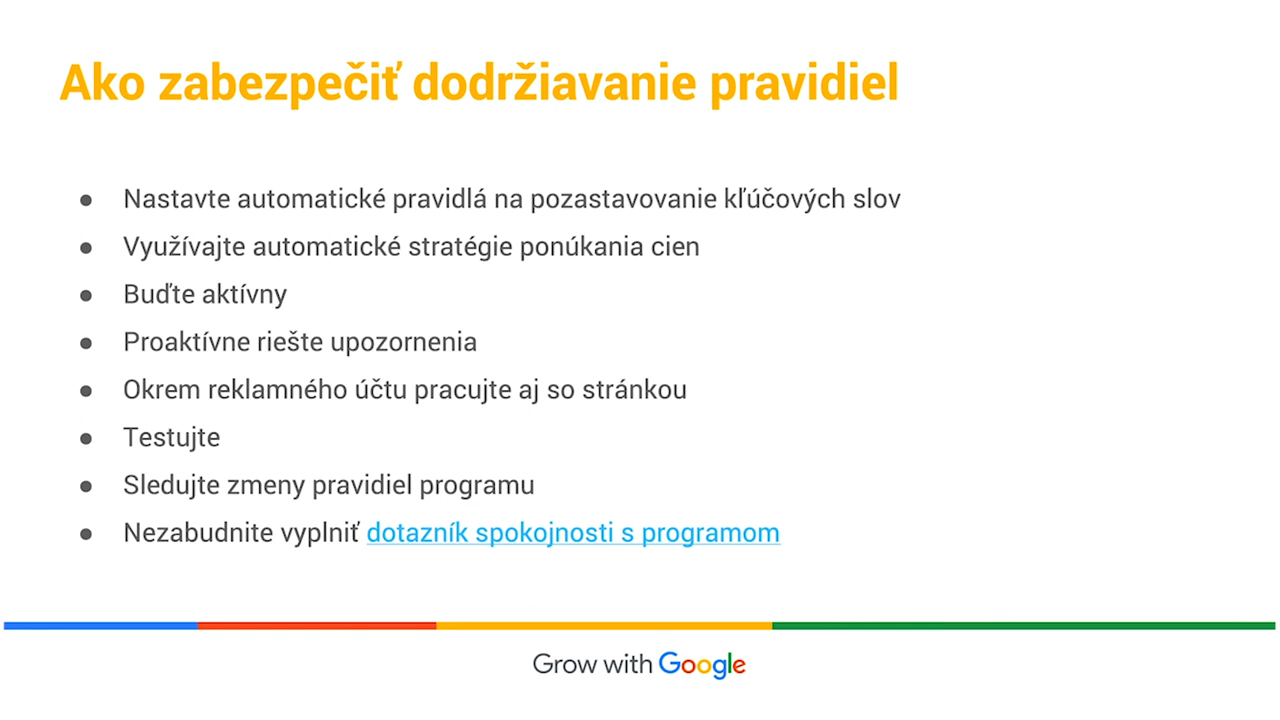 Ako zabezpečiť dodržiavanie pravidiel
● Nastavte automatické pravidlá na pozastavovanie kľúčových slov
● Využívajte automatické stratégie ponúkania cien
● Buďte aktívny
● Proaktívne riešte upozornenia
● Okrem reklamného účtu pracujte aj so stránkou
● Testujte
● Sledujte zmeny pravidiel programu
● Nezabudnite vyplniť dotazník spokojnosti s programom
Grow with Google